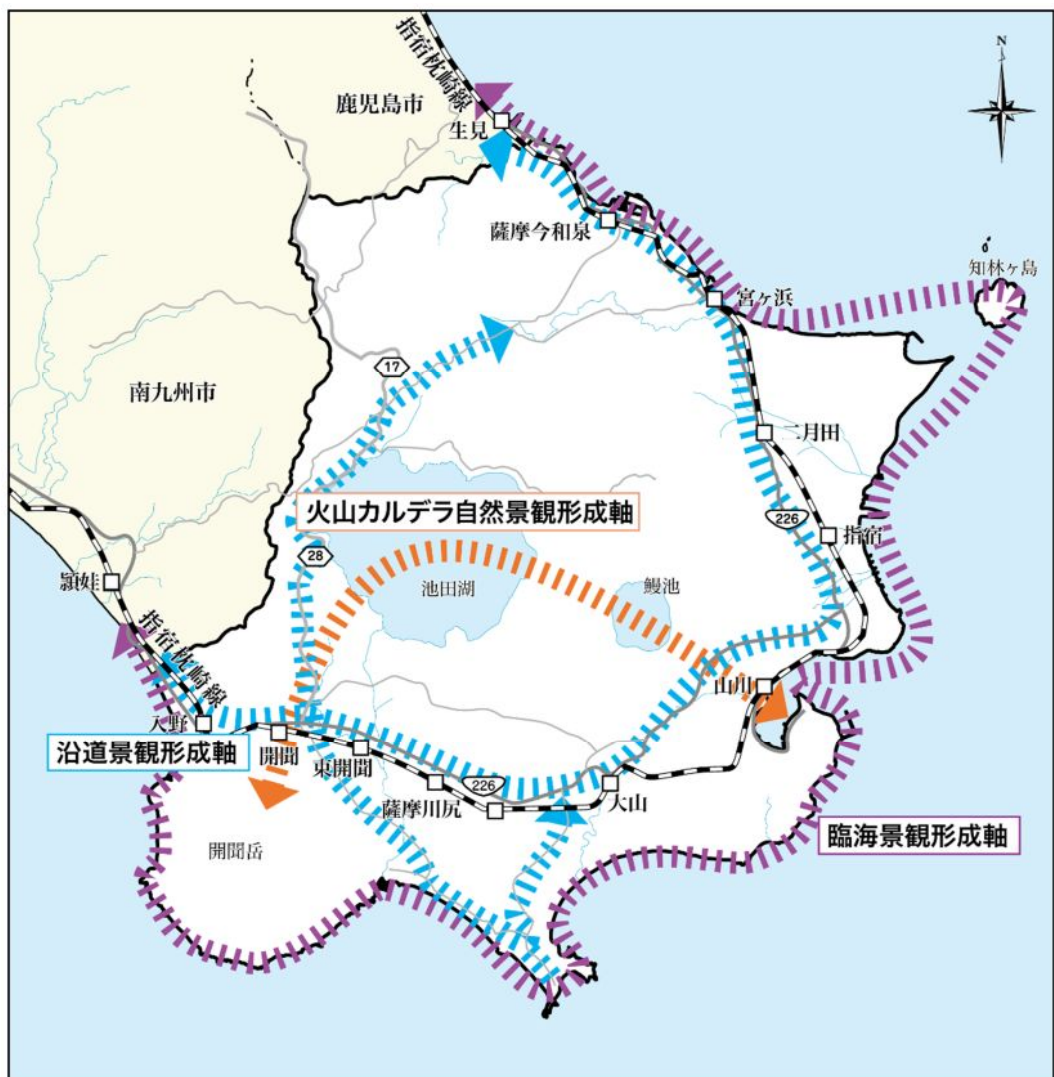 指宿枕崎線
N
鹿児島市
生見
薩摩今和泉
知林ヶ島
宮ヶ浜
17
南九州市
二月田
火山カルデラ自然景観形成軸
226
指宿
28
池田湖
鰻池
頴娃
指宿枕崎線
山川
入野
沿道景観形成軸
開聞
東開聞
226
大山
薩摩川尻
臨海景観形成軸
開聞岳